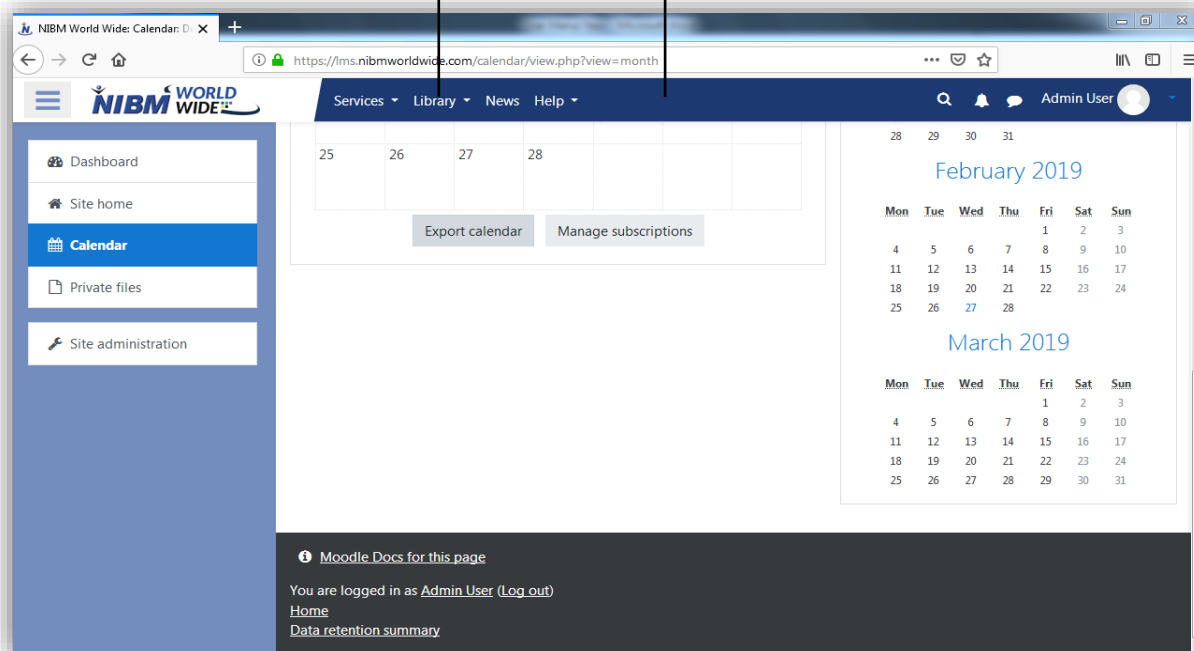 NIBM World Wide: Calendar: D
https://lms.nibmworldwide.com/calendar/view.php?view=month
NIBM WORLD WIDE
Services Library News Help Admin User
Dashboard
Site home
Calendar
Private files
Site administration
25 26 27 28
Export calendar Manage subscriptions
28 29 30 31
February 2019
Mon Tue Wed Thu Fri Sat Sun
1 2 3
4 5 6 7 8 9 10
11 12 13 14 15 16 17
18 19 20 21 22 23 24
25 26 27 28
March 2019
Mon Tue Wed Thu Fri Sat Sun
1 2 3
4 5 6 7 8 9 10
11 12 13 14 15 16 17
18 19 20 21 22 23 24
25 26 27 28 29 30 31
Moodle Docs for this page
You are logged in as Admin User (Log out)
Home
Data retention summary